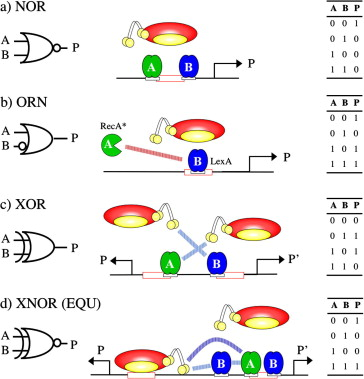 a) NOR
A
B
P
A
B
P
A B P
0 0 1
0 1 0
1 0 0
1 1 0
b) ORN
A
B
P
RecA*
A
B
LexA
P
A B P
0 0 1
0 1 0
1 0 1
1 1 1
c) XOR
A
B
P
P
A
B
P'
A B P
0 0 0
0 1 1
1 0 1
1 1 0
d) XNOR (EQU)
A
B
P
P
B
A
B
P'
A B P
0 0 1
0 1 0
1 0 0
1 1 1